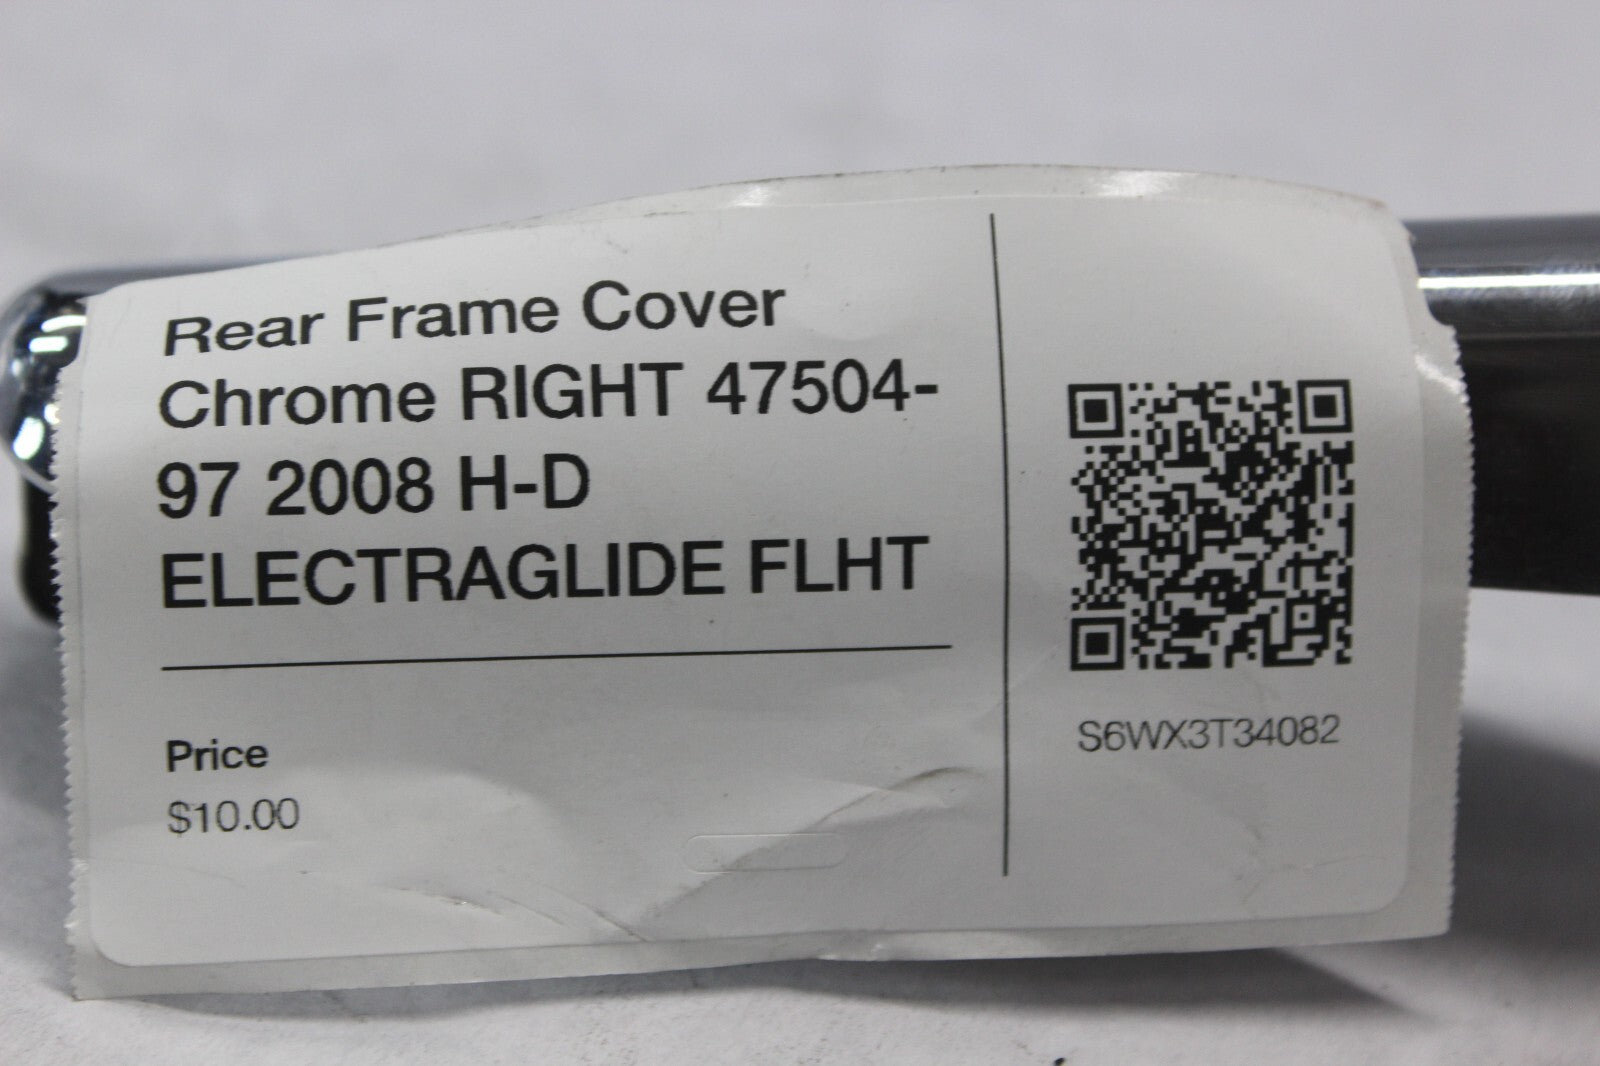 Rear Frame Cover
Chrome RIGHT 47504-
97 2008 H-D
ELECTRAGLIDE FLHT
Price
$10.00
S6WX3T34082